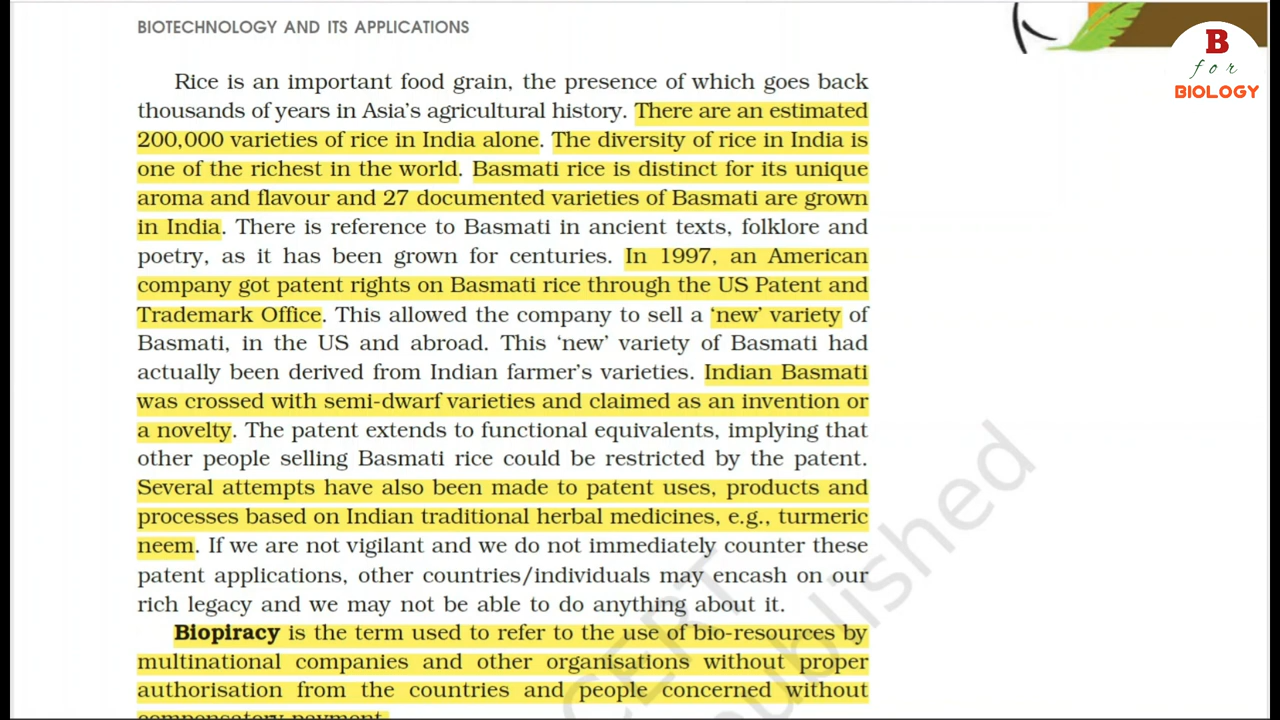 BIOTECHNOLOGY AND ITS APPLICATIONS
B
for
BIOLOGY
Rice is an important food grain, the presence of which goes back
thousands of years in Asia's agricultural history. There are an estimated
200,000 varieties of rice in India alone. The diversity of rice in India is
one of the richest in the world. Basmati rice is distinct for its unique
aroma and flavour and 27 documented varieties of Basmati are grown
in India. There is reference to Basmati in ancient texts, folklore and
poetry, as it has been grown for centuries. In 1997, an American
company got patent rights on Basmati rice through the US Patent and
Trademark Office. This allowed the company to sell a ‘new’ variety of
Basmati, in the US and abroad. This ‘new’ variety of Basmati had
actually been derived from Indian farmer's varieties. Indian Basmati
was crossed with semi-dwarf varieties and claimed as an invention or
a novelty. The patent extends to functional equivalents, implying that
other people selling Basmati rice could be restricted by the patent.
Several attempts have also been made to patent uses, products and
processes based on Indian traditional herbal medicines, e.g., turmeric
neem. If we are not vigilant and we do not immediately counter these
patent applications, other countries/individuals may encash on our
rich legacy and we may not be able to do anything about it.
Biopiracy is the term used to refer to the use of bio-resources by
multinational companies and other organisations without proper
authorisation from the countries and people concerned without
compensatory payment.
CERT
published